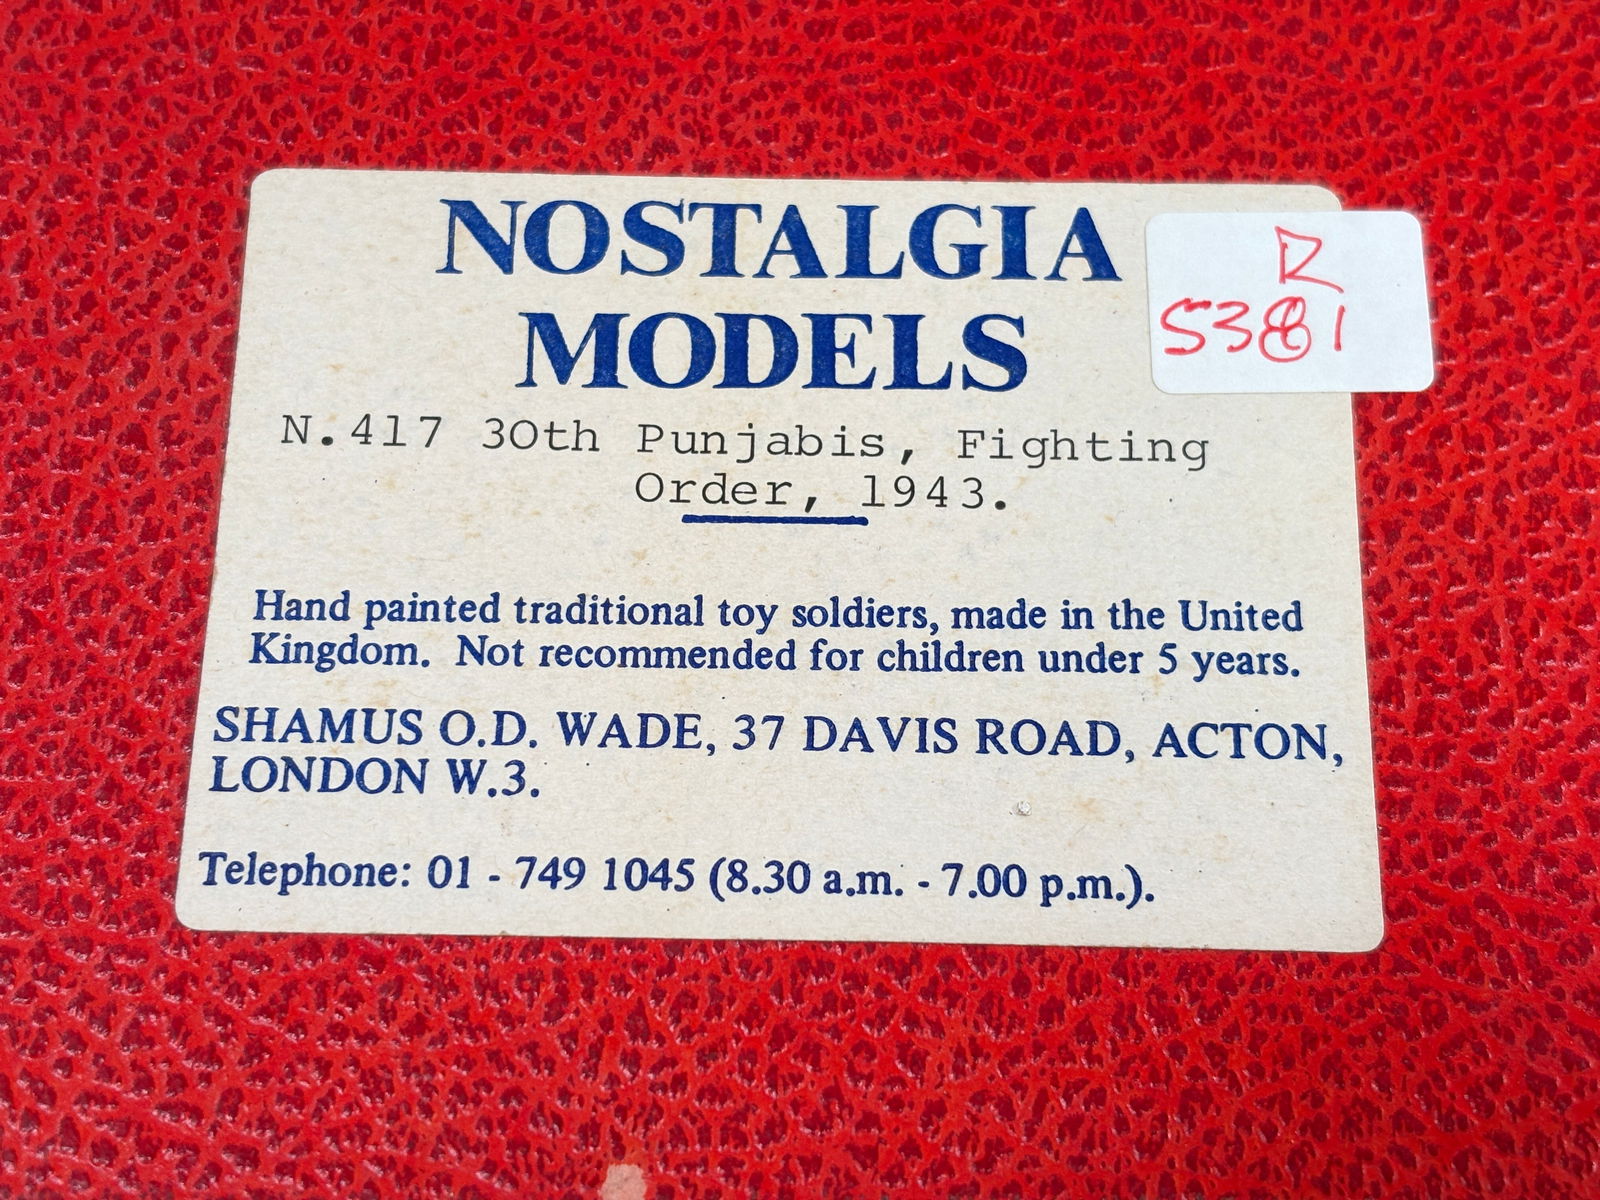 NOSTALGIA
MODELS
N.417 30th Punjabis, Fighting
Order, 1943.
Hand painted traditional toy soldiers, made in the United
Kingdom. Not recommended for children under 5 years.
SHAMUS O.D. WADE, 37 DAVIS ROAD, ACTON,
LONDON W.3.
Telephone: 01 - 749 1045 (8.30 a.m. - 7.00 p.m.).
R